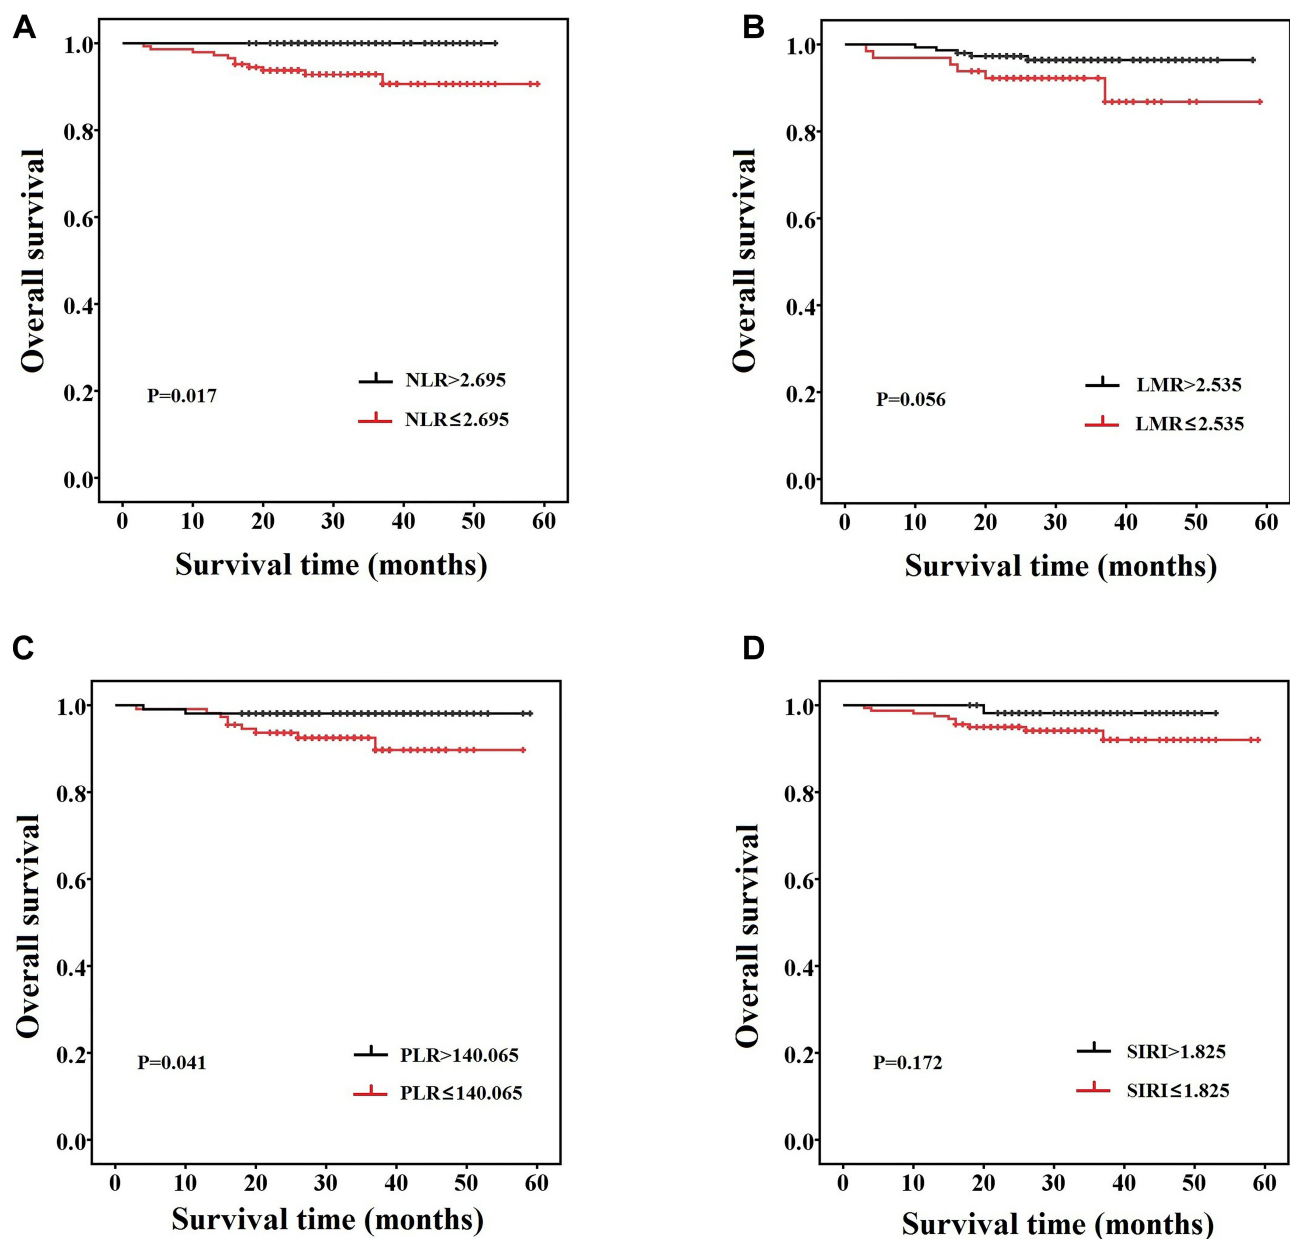 A
1.0
0.8
0.6
0.4
0.2
0.0
Overall survival
P=0.017
NLR>2.695
NLR≤2.695
0 10 20 30 40 50 60
Survival time (months)
B
1.0
0.8
0.6
0.4
0.2
0.0
Overall survival
P=0.056
LMR>2.535
LMR≤2.535
0 10 20 30 40 50 60
Survival time (months)
C
1.0
0.8
0.6
0.4
0.2
0.0
Overall survival
P=0.041
PLR>140.065
PLR≤140.065
0 10 20 30 40 50 60
Survival time (months)
D
1.0
0.8
0.6
0.4
0.2
0.0
Overall survival
P=0.172
SIRI>1.825
SIRI≤1.825
0 10 20 30 40 50 60
Survival time (months)